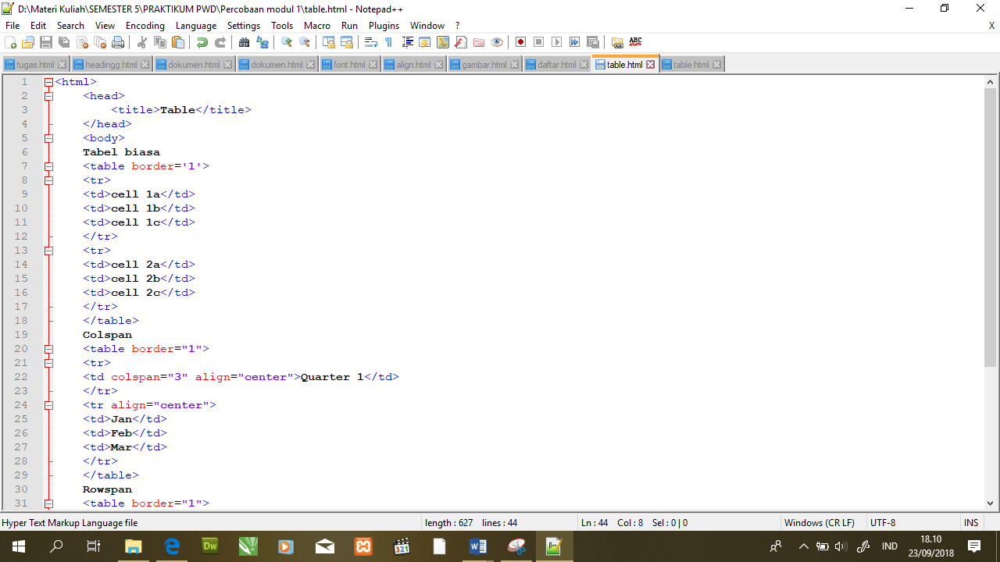 D:\Materi Kuliah\SEMESTER 5\PRAKTIKUM PWD\Percobaan modul 1\table.html - Notepad++
File Edit Search View Encoding Language Settings Tools Macro Run Plugins Window ? X
tugas.html headingg.html dokumen.html dokumen.html font.html align.html gambar.html daftar.html table.html table.html
1 <html>
2 <head>
3 <title>Table</title>
4 </head>
5 <body>
6 Tabel biasa
7 <table border='1'>
8 <tr>
9 <td>cell 1a</td>
10 <td>cell 1b</td>
11 <td>cell 1c</td>
12 </tr>
13 <tr>
14 <td>cell 2a</td>
15 <td>cell 2b</td>
16 <td>cell 2c</td>
17 </tr>
18 </table>
19 Colspan
20 <table border="1">
21 <tr>
22 <td colspan="3" align="center">Quarter 1</td>
23 </tr>
24 <tr align="center">
25 <td>Jan</td>
26 <td>Feb</td>
27 <td>Mar</td>
28 </tr>
29 </table>
30 Rowspan
31 <table border="1">
Hyper Text Markup Language file length : 627 lines : 44 Ln : 44 Col : 8 Sel : 0 | 0 Windows (CR LF) UTF-8 INS
Dw 321 IND 18.10
23/09/2018